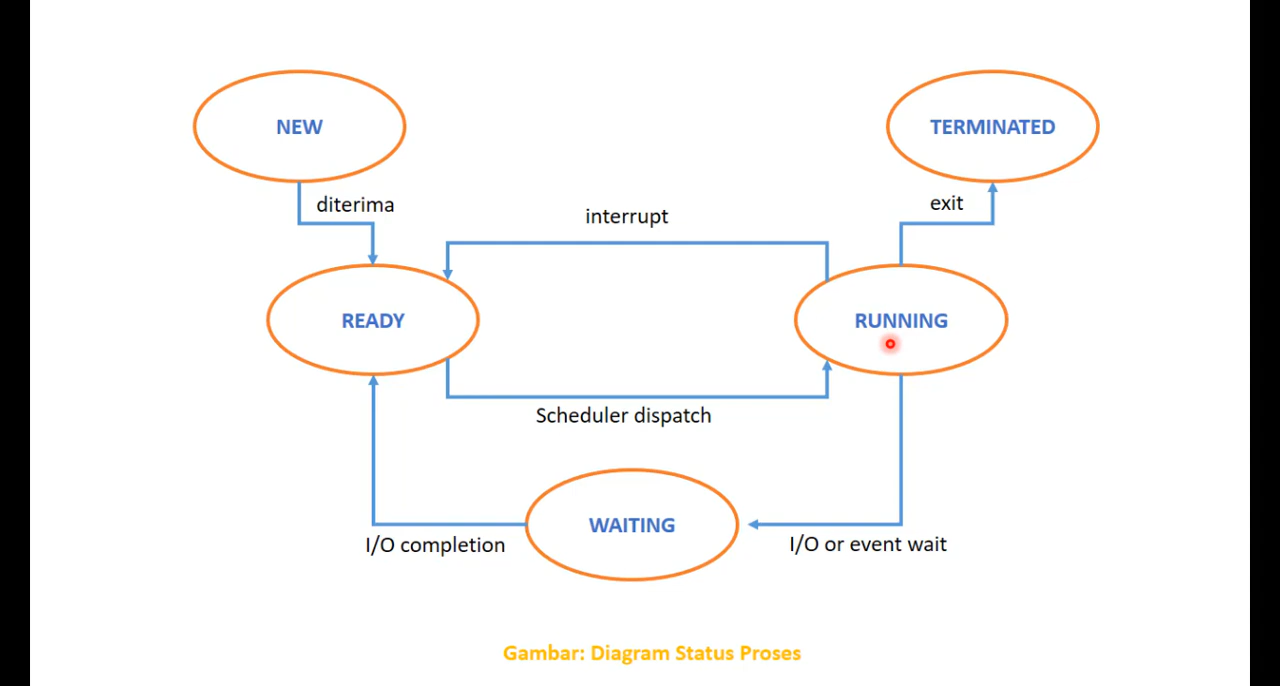 NEW
TERMINATED
diterima
exit
interrupt
READY
RUNNING
Scheduler dispatch
WAITING
I/O completion
I/O or event wait
Gambar: Diagram Status Proses